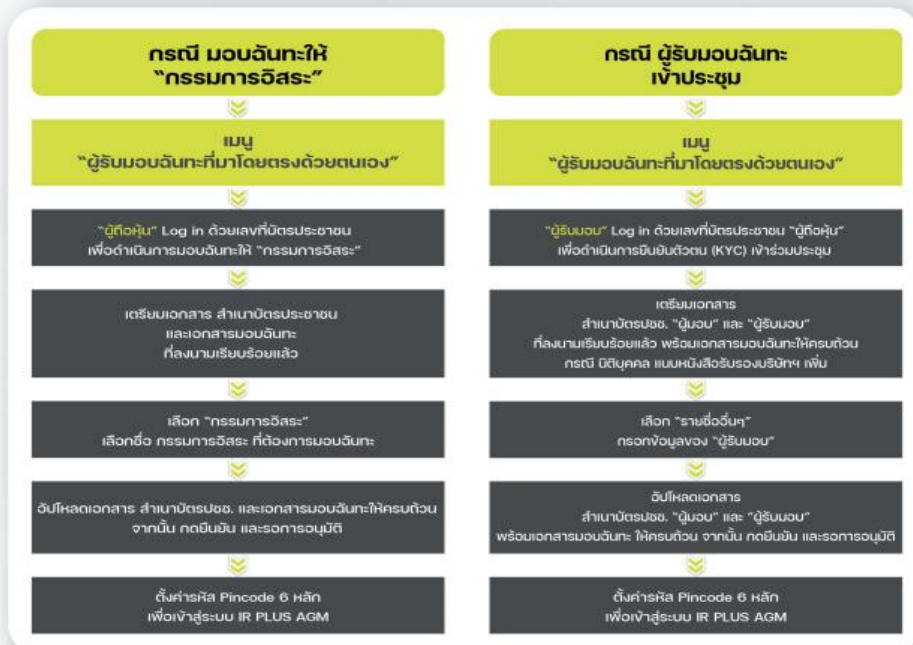 กรณี มอบฉันทะให้
“กรรมการอิสระ”
เมนู
“ผู้รับมอบฉันทะที่มาโดยตรงด้วยตนเอง”
“ผู้ถือหุ้น” Log in ด้วยเลขที่บัตรประชาชน
เพื่อดำเนินการมอบฉันทะให้ “กรรมการอิสระ”
เตรียมเอกสาร สำเนาบัตรประชาชน
และเอกสารมอบฉันทะ
ที่ลงนามเรียบร้อยแล้ว
เลือก “กรรมการอิสระ”
เลือกชื่อ กรรมการอิสระ ที่ต้องการมอบฉันทะ
อัปโหลดเอกสาร สำเนาบัตรปชช. และเอกสารมอบฉันทะให้ครบถ้วน
จากนั้น กดยืนยัน และรอการอนุมัติ
ตั้งค่ารหัส Pincode 6 หลัก
เพื่อเข้าสู่ระบบ IR PLUS AGM
กรณี ผู้รับมอบฉันทะ
เข้าประชุม
เมนู
“ผู้รับมอบฉันทะที่มาโดยตรงด้วยตนเอง”
“ผู้รับมอบ” Log in ด้วยเลขที่บัตรประชาชน “ผู้ถือหุ้น”
เพื่อดำเนินการยืนยันตัวตน (KYC) เข้าร่วมประชุม
เตรียมเอกสาร
สำเนาบัตรปชช. “ผู้มอบ” และ “ผู้รับมอบ”
ที่ลงนามเรียบร้อยแล้ว พร้อมเอกสารมอบฉันทะให้ครบถ้วน
กรณี นิติบุคคล แนบหนังสือรับรองบริษัทฯ เพิ่ม
เลือก “รายชื่ออื่นๆ”
กรอกข้อมูลของ “ผู้รับมอบ”
อัปโหลดเอกสาร
สำเนาบัตรปชช. “ผู้มอบ” และ “ผู้รับมอบ”
พร้อมเอกสารมอบฉันทะ ให้ครบถ้วน จากนั้น กดยืนยัน และรอการอนุมัติ
ตั้งค่ารหัส Pincode 6 หลัก
เพื่อเข้าสู่ระบบ IR PLUS AGM